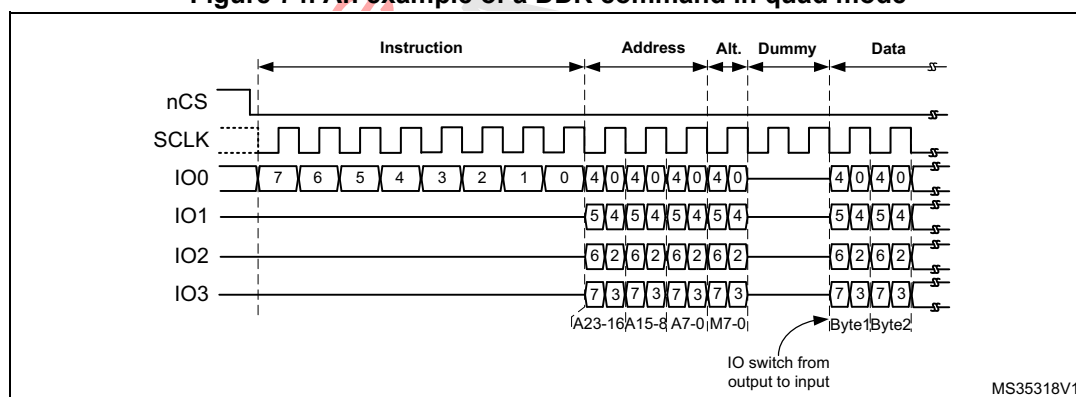 Instruction Address Alt. Dummy Data
nCS
SCLK
IO0 7 6 5 4 3 2 1 0 4 0 4 0 4 0 4 0 4 0 4 0
IO1 5 4 5 4 5 4 5 4 5 4 5 4
IO2 6 2 6 2 6 2 6 2 6 2 6 2
IO3 7 3 7 3 7 3 7 3 7 3 7 3
A23-16 A15-8 A7-0 M7-0 Byte1 Byte2
IO switch from
output to input
MS35318V1